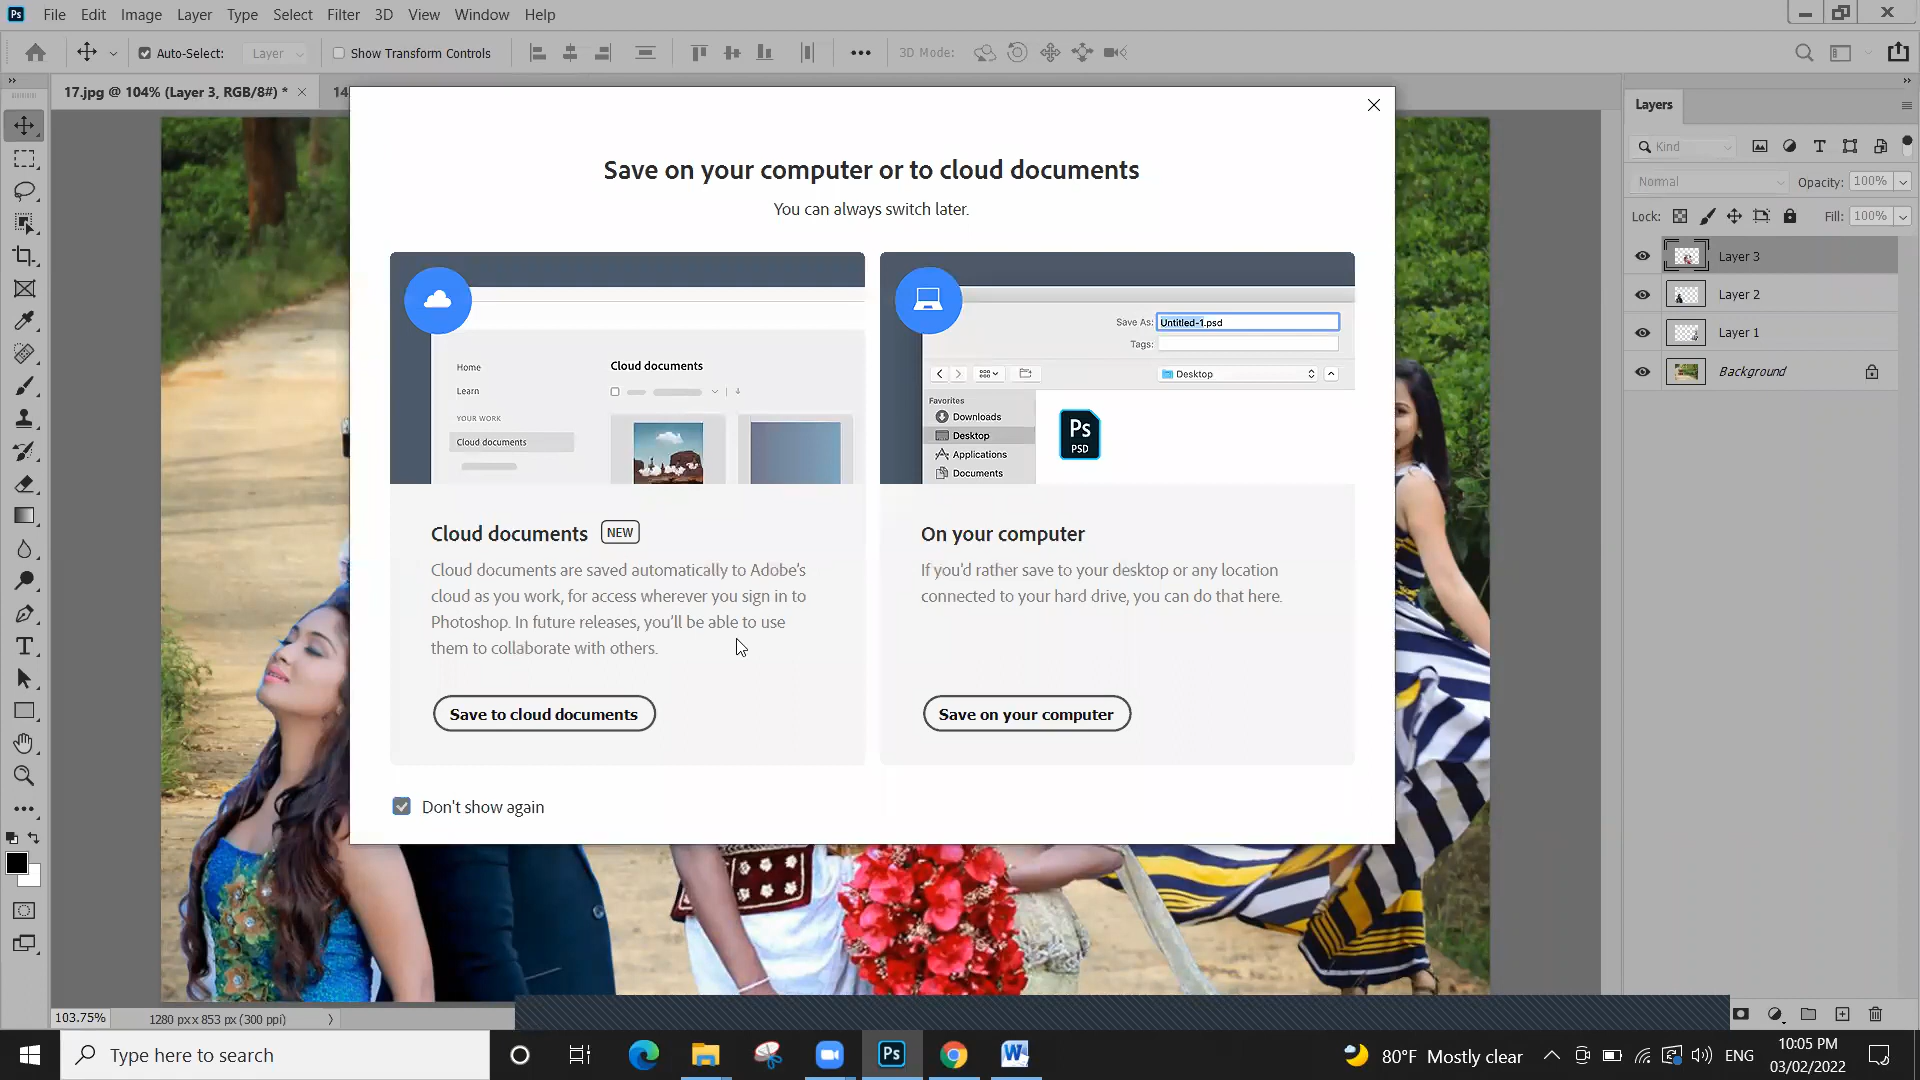 Ps File Edit Image Layer Type Select Filter 3D View Window Help
Auto-Select: Layer Show Transform Controls 3D Mode:
17.jpg @ 104% (Layer 3, RGB/8#) *
Save on your computer or to cloud documents
You can always switch later.
Home
Learn
YOUR WORK
Cloud documents
Cloud documents
Save As: Untitled-1.psd
Tags:
Desktop
Favorites
Downloads
Desktop
Applications
Documents
Ps
PSD
Cloud documents NEW
Cloud documents are saved automatically to Adobe's
cloud as you work, for access wherever you sign in to
Photoshop. In future releases, you'll be able to use
them to collaborate with others.
Save to cloud documents
On your computer
If you'd rather save to your desktop or any location
connected to your hard drive, you can do that here.
Save on your computer
Don't show again
Layers
Kind
Normal Opacity: 100%
Lock: Fill: 100%
Layer 3
Layer 2
Layer 1
Background
103.75% 1280 px x 853 px (300 ppi)
Type here to search
Ps
W
80°F Mostly clear
ENG
10:05 PM
03/02/2022